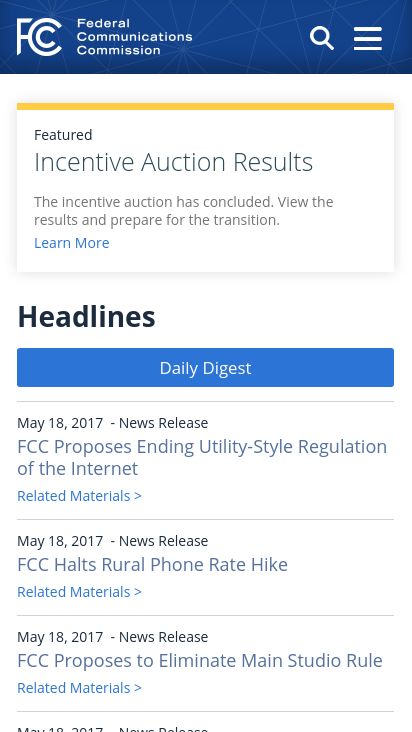 Federal
Communications
Commission
Featured
Incentive Auction Results
The incentive auction has concluded. View the
results and prepare for the transition.
Learn More
Headlines
Daily Digest
May 18, 2017 - News Release
FCC Proposes Ending Utility-Style Regulation
of the Internet
Related Materials >
May 18, 2017 - News Release
FCC Halts Rural Phone Rate Hike
Related Materials >
May 18, 2017 - News Release
FCC Proposes to Eliminate Main Studio Rule
Related Materials >
May 18, 2017 - News Release